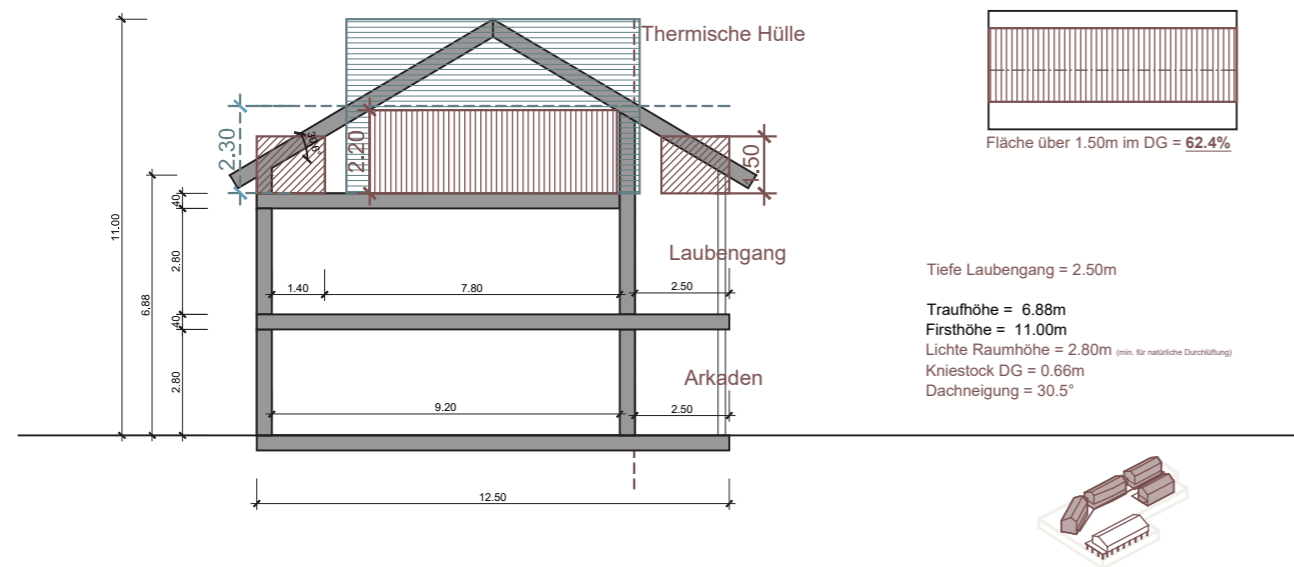 Thermische Hülle
Fläche über 1.50m im DG = 62.4%
2.30
30.5°
2.20
1.50
11.00
6.88
40
2.80
40
2.80
Laubengang
1.40
7.80
2.50
Arkaden
9.20
2.50
12.50
Tiefe Laubengang = 2.50m
Traufhöhe = 6.88m
Firsthöhe = 11.00m
Lichte Raumhöhe = 2.80m (min. für natürliche Durchlüftung)
Kniestock DG = 0.66m
Dachneigung = 30.5°